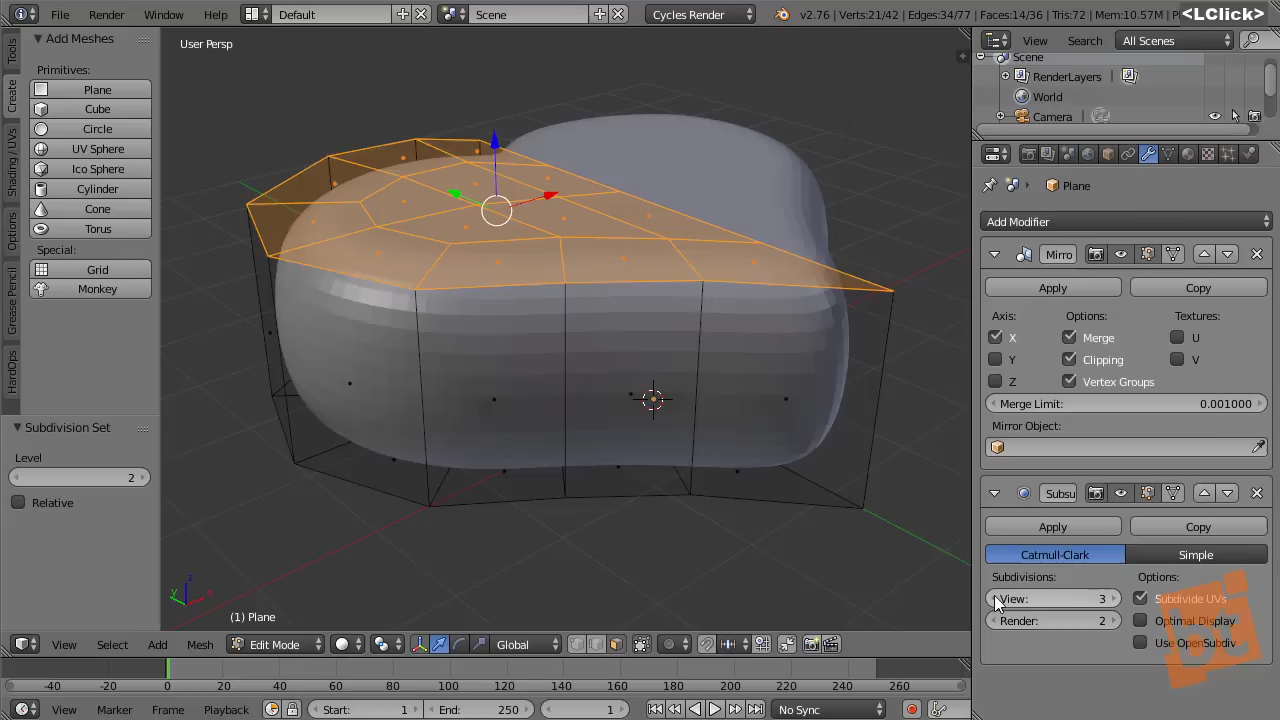 File
Render
Window
Help
Default
Scene
Cycles Render
v2.76 | Verts:21/42 | Edges:34/77 | Faces:14/36 | Tris:72 | Mem:10.57M |
<LClick>
Add Meshes
Primitives:
Plane
Cube
Circle
UV Sphere
Ico Sphere
Cylinder
Cone
Torus
Special:
Grid
Monkey
Tools
Create
Shading / UVs
Options
Grease Pencil
HardOps
Subdivision Set
Level
2
Relative
User Persp
(1) Plane
z
y
x
View
Search
All Scenes
Scene
RenderLayers
World
Camera
Plane
Add Modifier
Mirro
Apply
Copy
Axis:
Options:
Textures:
X
Merge
U
Y
Clipping
V
Z
Vertex Groups
Merge Limit:
0.001000
Mirror Object:
Subsu
Apply
Copy
Catmull-Clark
Simple
Subdivisions:
Options:
View:
3
Subdivide UVs
Render:
2
Optimal Display
Use OpenSubdiv
View
Select
Add
Mesh
Edit Mode
Global
-40
-20
0
20
40
60
80
100
120
140
160
180
200
220
240
260
View
Marker
Frame
Playback
Start:
1
End:
250
1
No Sync